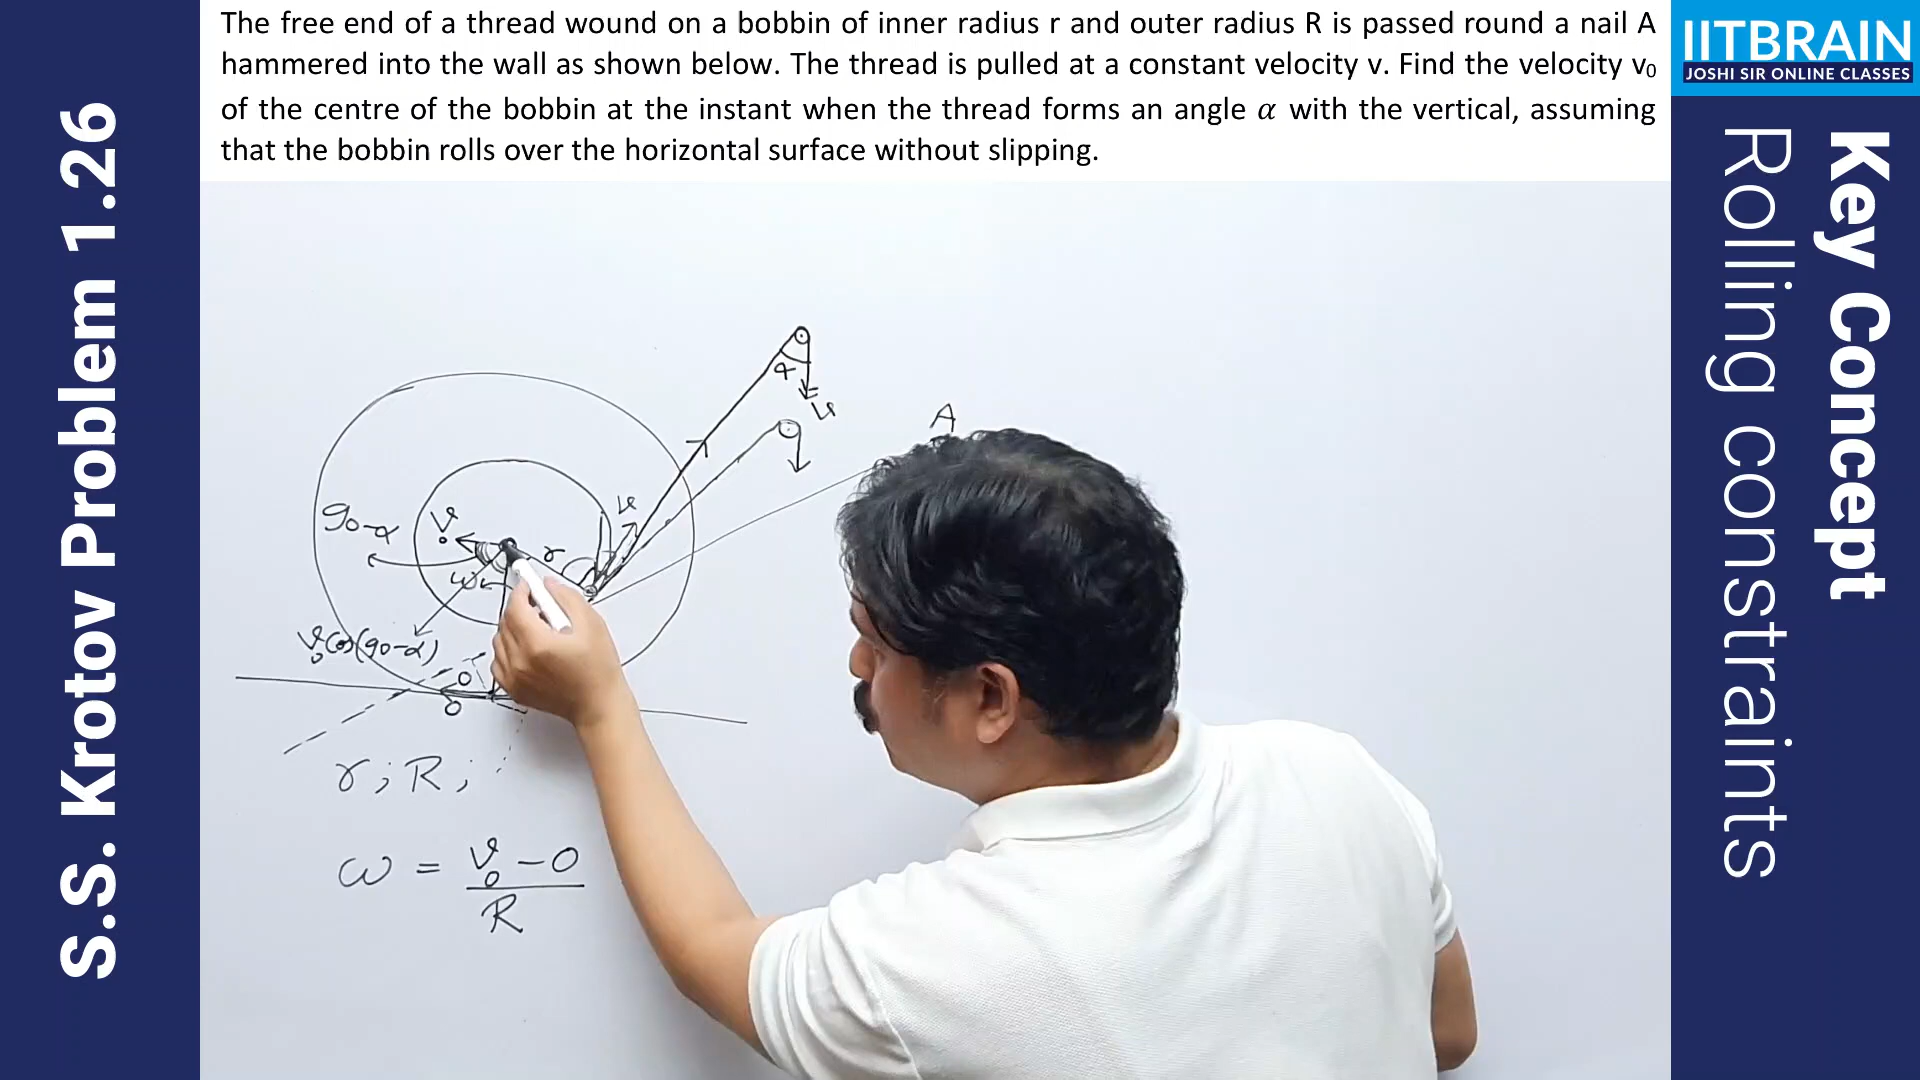 The free end of a thread wound on a bobbin of inner radius r and outer radius R is passed round a nail A
hammered into the wall as shown below. The thread is pulled at a constant velocity v. Find the velocity v₀
of the centre of the bobbin at the instant when the thread forms an angle α with the vertical, assuming
that the bobbin rolls over the horizontal surface without slipping.
IITBRAIN
JOSHI SIR ONLINE CLASSES
S.S. Krotov Problem 1.26
Key Concept
Rolling constraints
α
v
A
v
90-α
v₀
r
ω
v₀cos(90-α)
0
0
r ; R ;
ω = v₀ - 0 / R